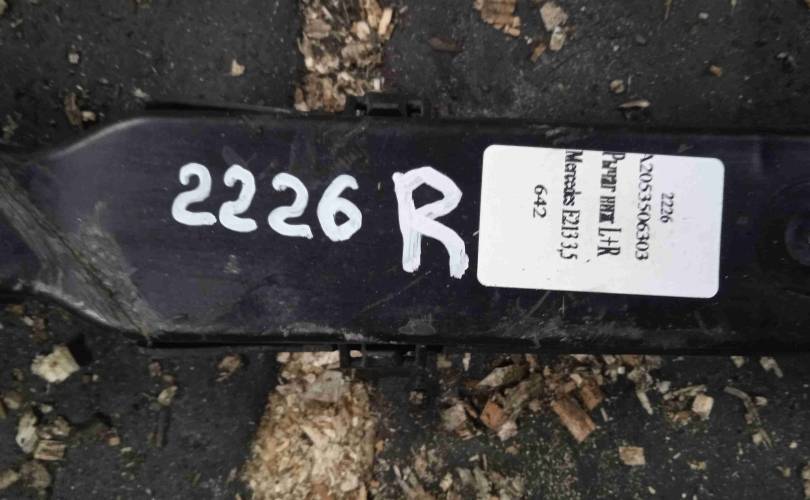 2226 R
2226
A2053506303
Рычаг ниж L+R
Mercedes E213 3,5
642